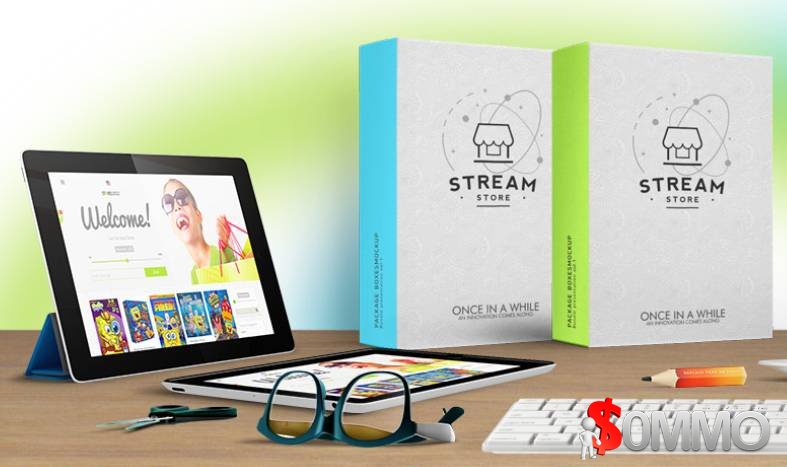 Welcome!
STREAM
STORE
PACKAGE BOXESMOCKUP
ONCE IN A WHILE
AN INNOVATION COMES ALONG
STREAM
STORE
PACKAGE BOXESMOCKUP
ONCE IN A WHILE
AN INNOVATION COMES ALONG
$OMMO